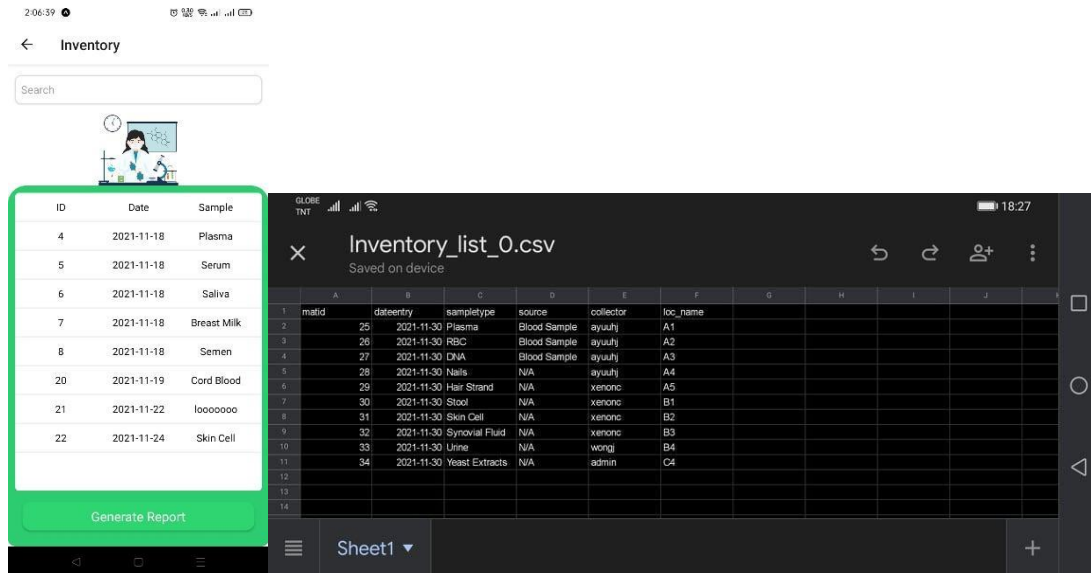 2:06:39
Inventory
Search
ID Date Sample
4 2021-11-18 Plasma
5 2021-11-18 Serum
6 2021-11-18 Saliva
7 2021-11-18 Breast Milk
8 2021-11-18 Semen
20 2021-11-19 Cord Blood
21 2021-11-22 looooooo
22 2021-11-24 Skin Cell
Generate Report
GLOBE
TNT
18:27
Inventory_list_0.csv
Saved on device
A B C D E F G H I J
1 matid dateentry sampletype source collector loc_name
2 25 2021-11-30 Plasma Blood Sample ayuuhj A1
3 26 2021-11-30 RBC Blood Sample ayuuhj A2
4 27 2021-11-30 DNA Blood Sample ayuuhj A3
5 28 2021-11-30 Nails N/A ayuuhj A4
6 29 2021-11-30 Hair Strand N/A xenonc A5
7 30 2021-11-30 Stool N/A xenonc B1
8 31 2021-11-30 Skin Cell N/A xenonc B2
9 32 2021-11-30 Synovial Fluid N/A xenonc B3
10 33 2021-11-30 Urine N/A wongj B4
11 34 2021-11-30 Yeast Extracts N/A admin C4
12
13
14
Sheet1